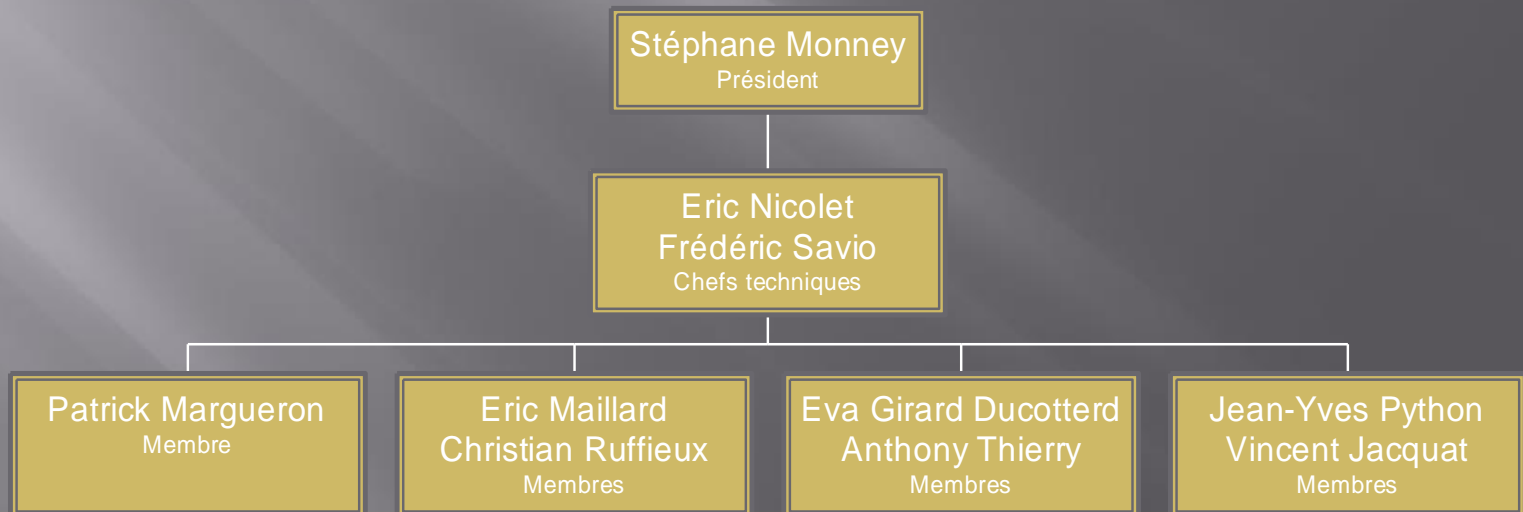 Stéphane Monney
Président
Eric Nicolet
Frédéric Savio
Chefs techniques
Patrick Margueron
Membre
Eric Maillard
Christian Ruffieux
Membres
Eva Girard Ducotterd
Anthony Thierry
Membres
Jean-Yves Python
Vincent Jacquat
Membres